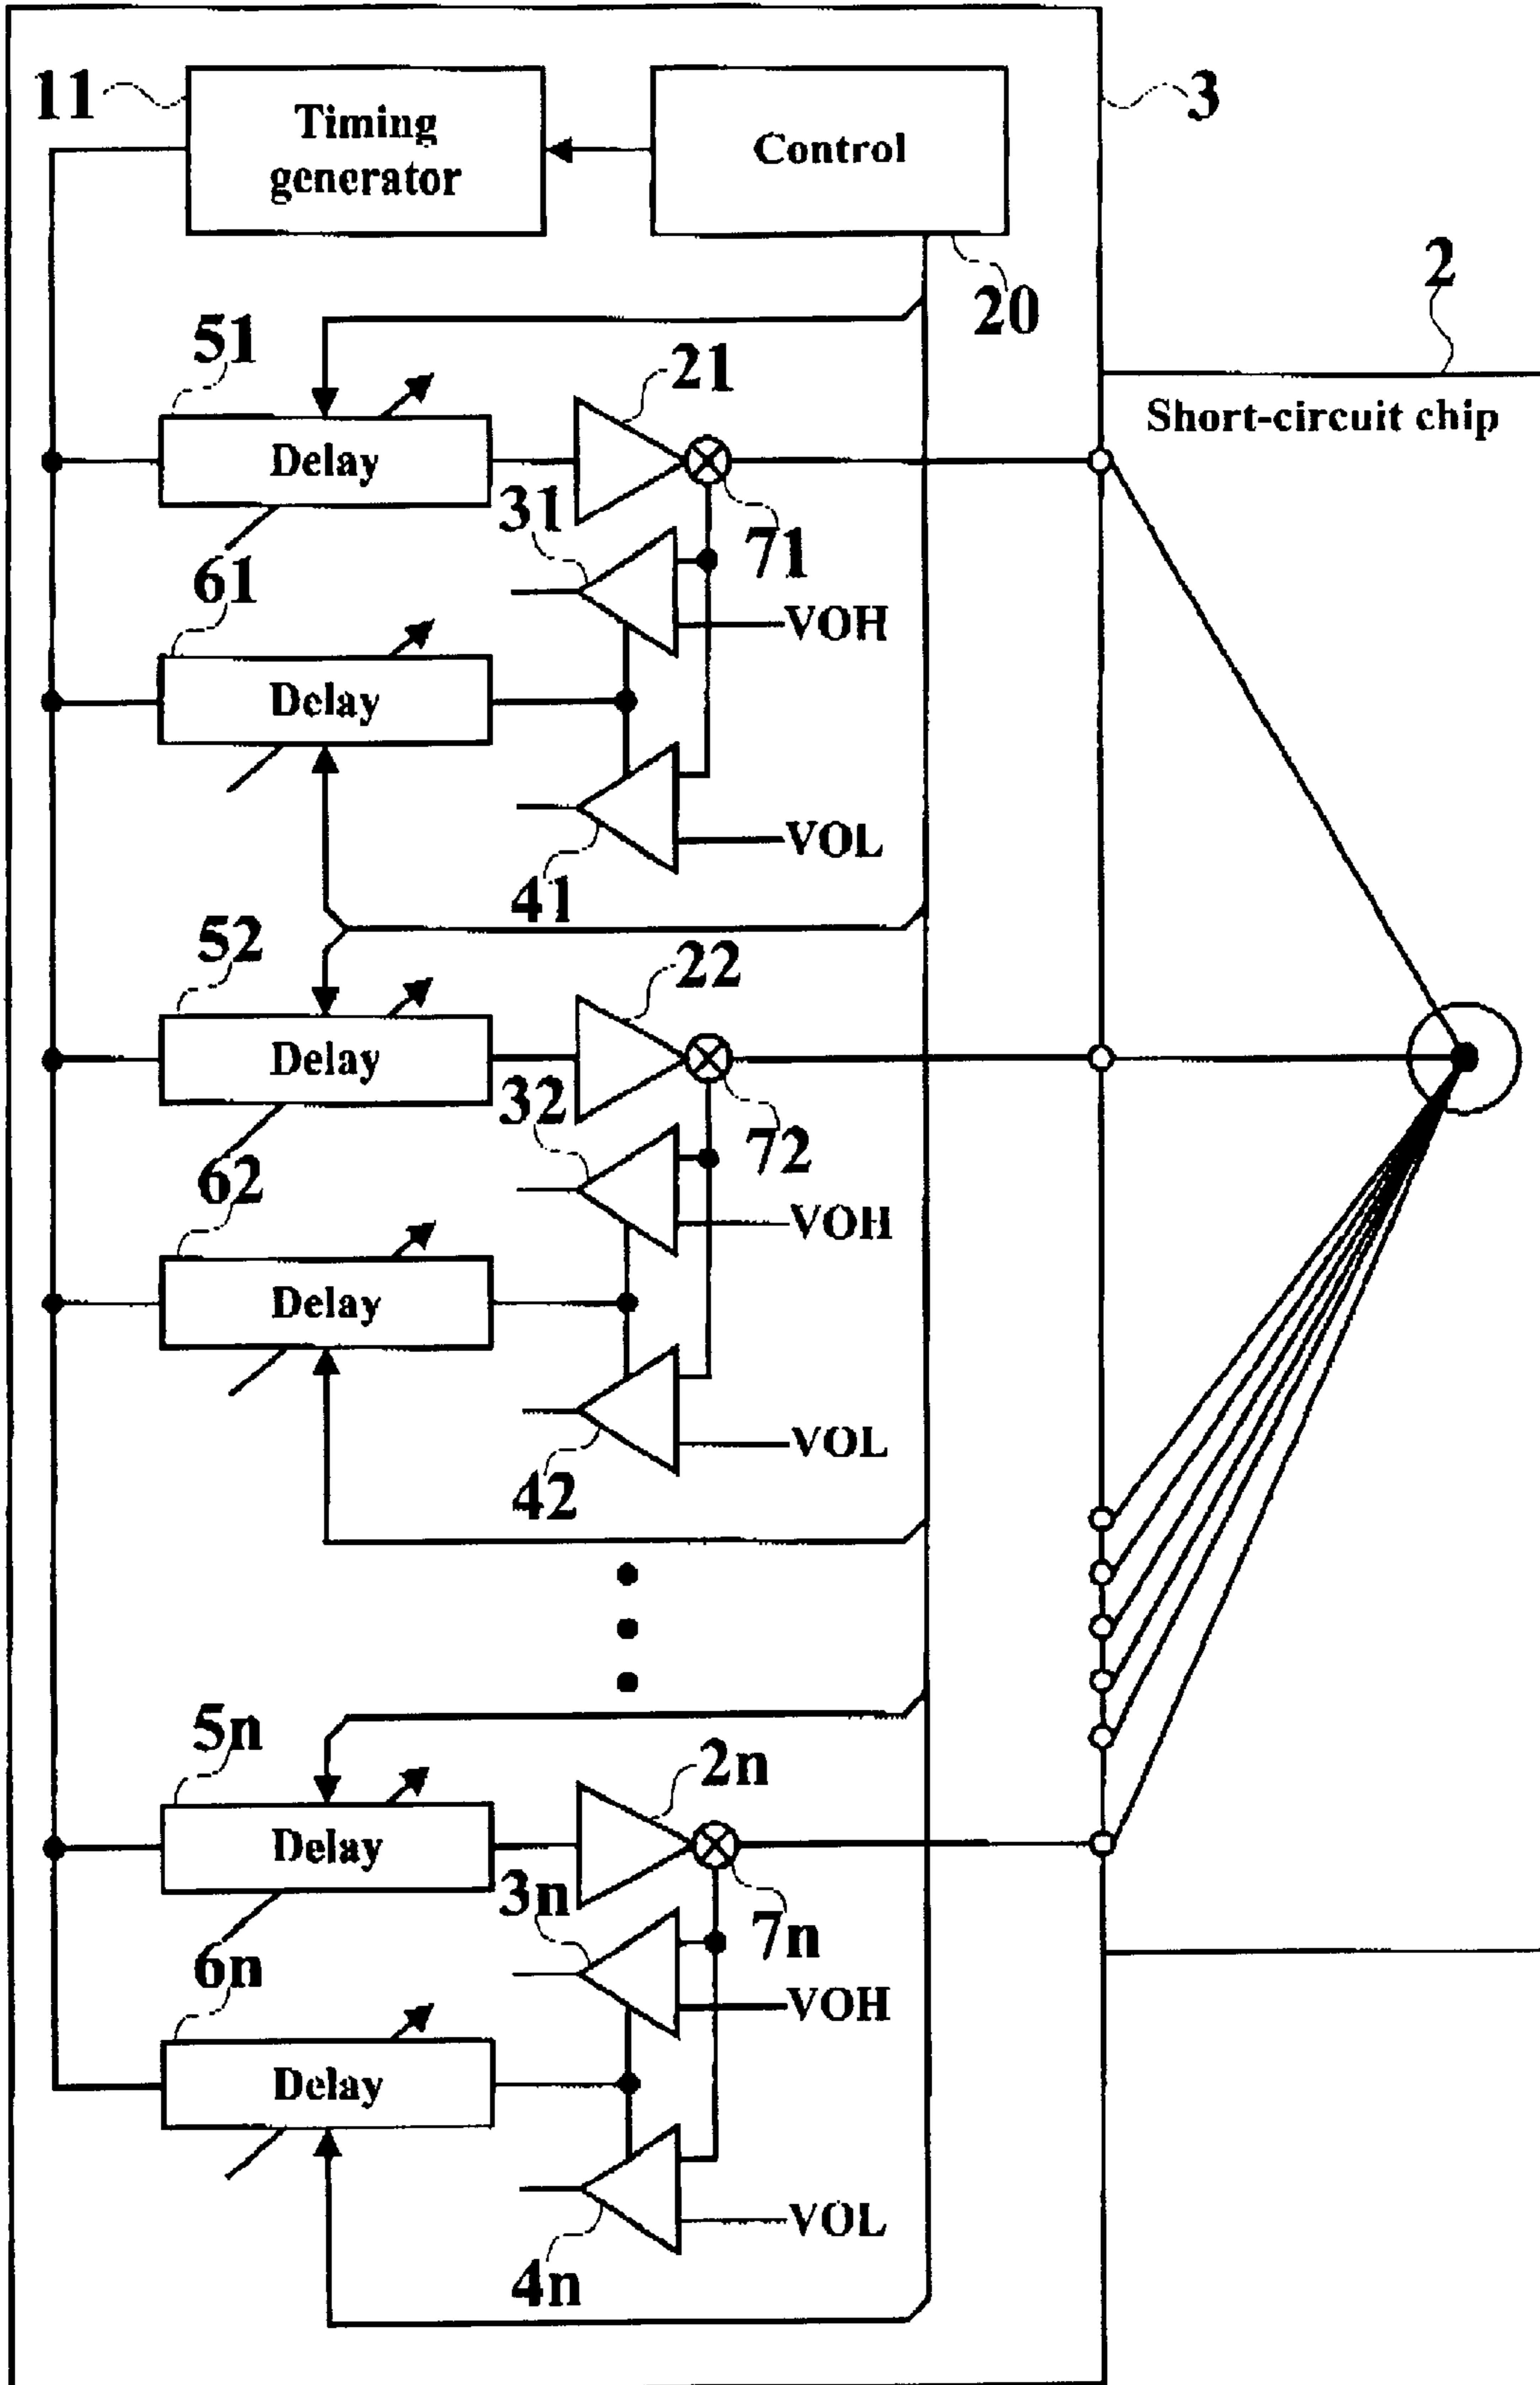 11
Timing
generator
Control
3
20
2
Short-circuit chip
51
Delay
21
31
71
VOH
61
Delay
VOL
41
52
Delay
22
32
72
VOH
62
Delay
VOL
42
5n
Delay
2n
3n
7n
VOH
6n
Delay
VOL
4n